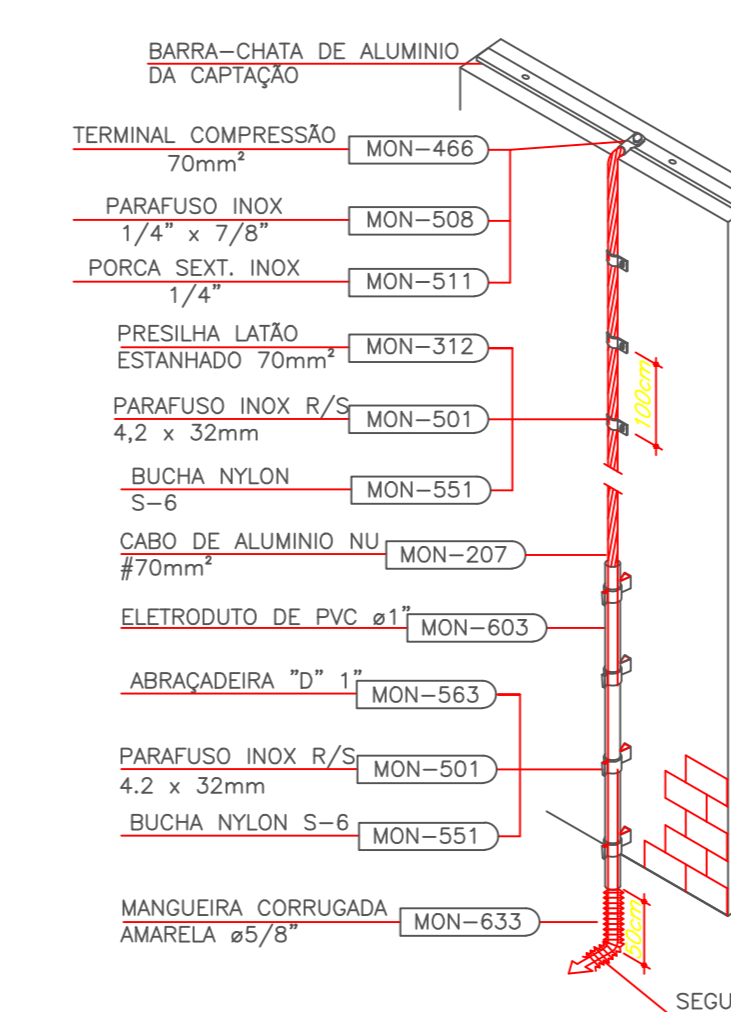 BARRA-CHATA DE ALUMINIO
DA CAPTAÇÃO
TERMINAL COMPRESSÃO
70mm²
MON-466
PARAFUSO INOX
1/4" x 7/8"
MON-508
PORCA SEXT. INOX
1/4"
MON-511
PRESILHA LATÃO
ESTANHADO 70mm²
MON-312
100cm
PARAFUSO INOX R/S
4,2 x 32mm
MON-501
BUCHA NYLON
S-6
MON-551
CABO DE ALUMINIO NU
#70mm²
MON-207
ELETRODUTO DE PVC ø1"
MON-603
ABRAÇADEIRA "D" 1"
MON-563
PARAFUSO INOX R/S
4.2 x 32mm
MON-501
BUCHA NYLON S-6
MON-551
MANGUEIRA CORRUGADA
AMARELA ø5/8"
MON-633
50cm
SEGU